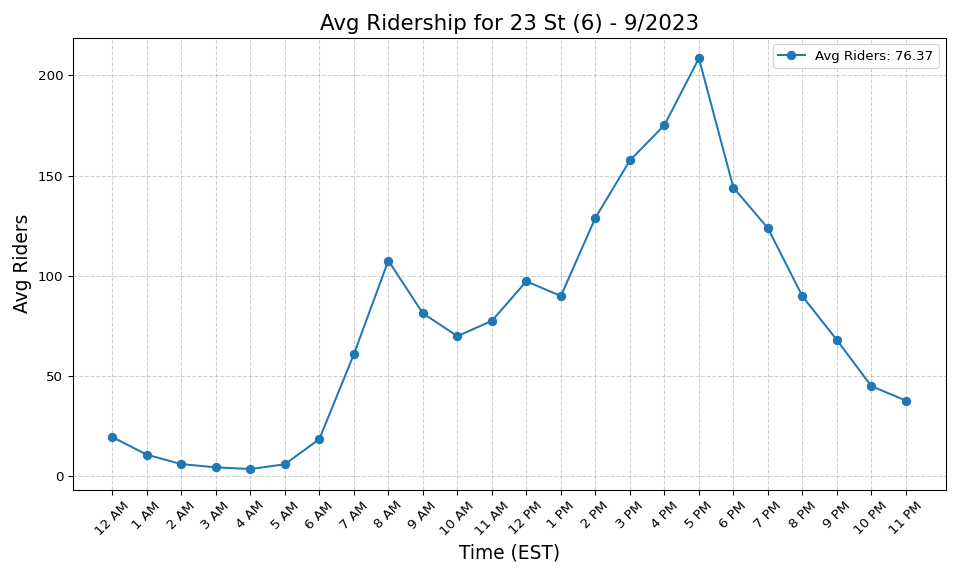 Avg Ridership for 23 St (6) - 9/2023
Avg Riders: 76.37
Avg Riders
200
150
100
50
0
12 AM
1 AM
2 AM
3 AM
4 AM
5 AM
6 AM
7 AM
8 AM
9 AM
10 AM
11 AM
12 PM
1 PM
2 PM
3 PM
4 PM
5 PM
6 PM
7 PM
8 PM
9 PM
10 PM
11 PM
Time (EST)